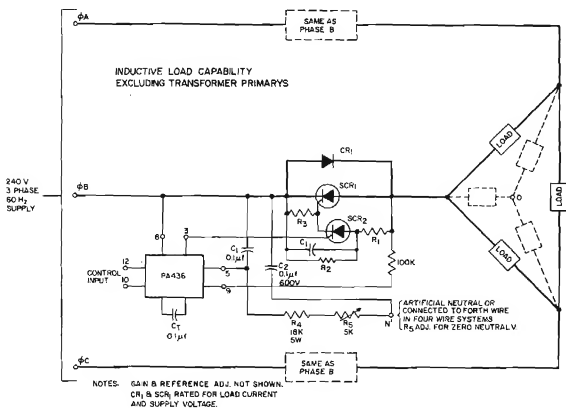 φA
SAME AS
PHASE B
INDUCTIVE LOAD CAPABILITY
EXCLUDING TRANSFORMER PRIMARYS
CR1
LOAD
240 V
3 PHASE
60 Hz
SUPPLY
φB
SCR1
LOAD
R3
SCR2
6
3
C1
R1
C1
0.1μf
R2
LOAD
12
CONTROL
INPUT
10
PA436
5
9
C2
0.1μf
600V
100K
CT
0.1μf
R4
18K
5W
R5
5K
N'
ARTIFICIAL NEUTRAL OR
CONNECTED TO FORTH WIRE
IN FOUR WIRE SYSTEMS
R5 ADJ. FOR ZERO NEUTRAL V.
φC
SAME AS
PHASE B
NOTES: GAIN & REFERENCE ADJ. NOT SHOWN.
CR1 & SCR1 RATED FOR LOAD CURRENT
AND SUPPLY VOLTAGE.